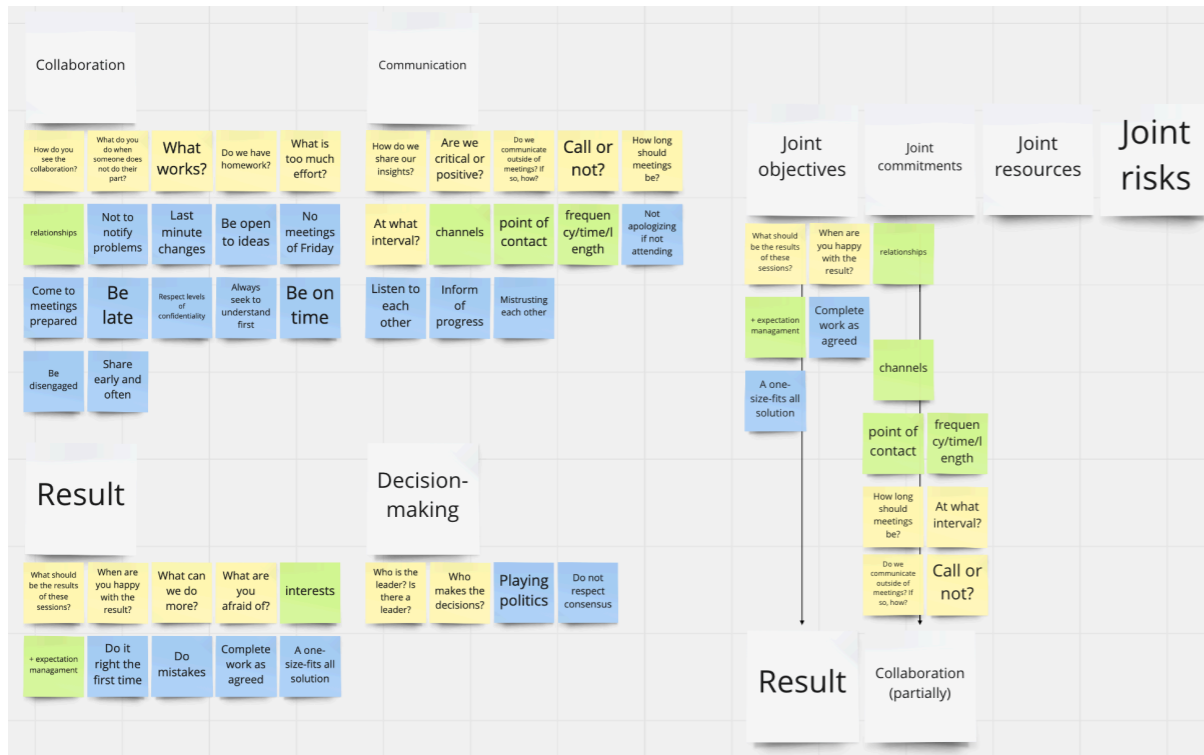 Collaboration
How do you
see the
collaboration?
What do you
do when
someone does
not do their
part?
What
works?
Do we have
homework?
What is
too much
effort?
relationships
Not to
notify
problems
Last
minute
changes
Be open
to ideas
No
meetings
of Friday
Come to
meetings
prepared
Be
late
Respect levels
of
confidentiality
Always
seek to
understand
first
Be on
time
Be
disengaged
Share
early and
often
Communication
How do we
share our
insights?
Are we
critical or
positive?
Do we
communicate
outside of
meetings? If
so, how?
Call or
not?
How long
should
meetings
be?
At what
interval?
channels
point of
contact
frequen
cy/time/l
ength
Not
apologizing
if not
attending
Listen to
each
other
Inform
of
progress
Mistrusting
each other
Result
What should
be the results
of these
sessions?
When are
you happy
with the
result?
What can
we do
more?
What are
you
afraid of?
interests
+ expectation
managament
Do it
right the
first time
Do
mistakes
Complete
work as
agreed
A one-
size-fits all
solution
Decision-
making
Who is the
leader? Is
there a
leader?
Who
makes the
decisions?
Playing
politics
Do not
respect
consensus
Joint
objectives
Joint
commitments
Joint
resources
Joint
risks
What should
be the results
of these
sessions?
When are
you happy
with the
result?
relationships
+ expectation
managament
Complete
work as
agreed
channels
A one-
size-fits all
solution
point of
contact
frequen
cy/time/l
ength
How long
should
meetings
be?
At what
interval?
Do we
communicate
outside of
meetings? If
so, how?
Call or
not?
Result
Collaboration
(partially)